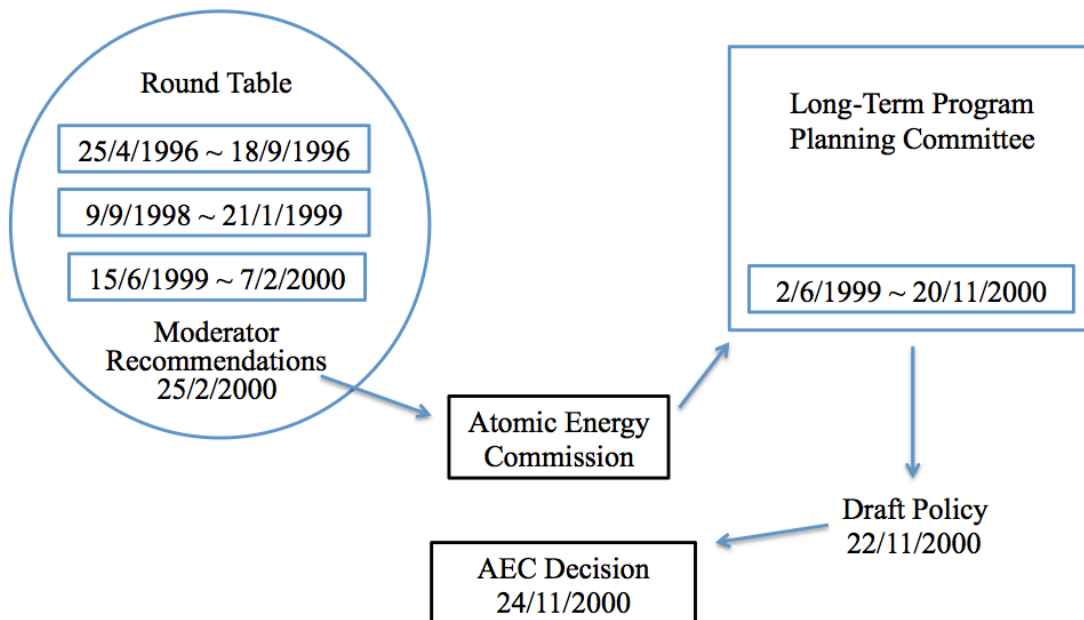 Round Table
25/4/1996 ~ 18/9/1996
9/9/1998 ~ 21/1/1999
15/6/1999 ~ 7/2/2000
Moderator
Recommendations
25/2/2000
Atomic Energy
Commission
Long-Term Program
Planning Committee
2/6/1999 ~ 20/11/2000
Draft Policy
22/11/2000
AEC Decision
24/11/2000